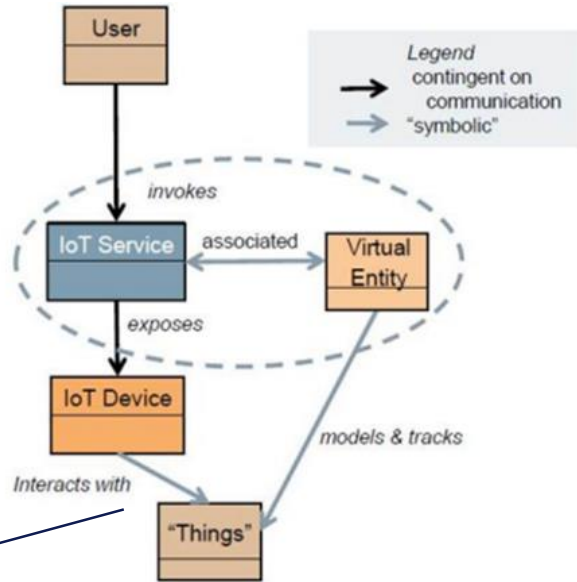 User
Legend
contingent on
communication
"symbolic"
invokes
IoT Service
associated
Virtual
Entity
exposes
IoT Device
models & tracks
Interacts with
“Things”